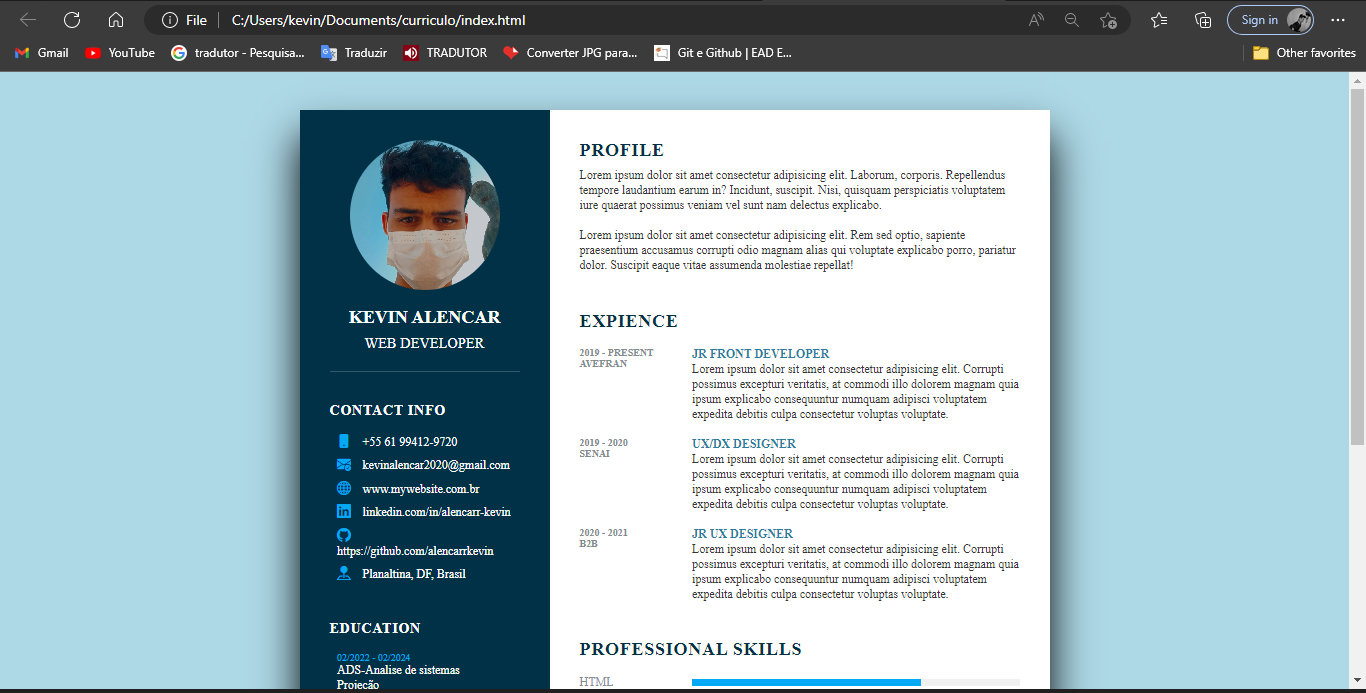 File
C:/Users/kevin/Documents/curriculo/index.html
Sign in
Gmail
YouTube
tradutor - Pesquisa...
Traduzir
TRADUTOR
Converter JPG para...
Git e Github | EAD E...
Other favorites
KEVIN ALENCAR
WEB DEVELOPER
CONTACT INFO
+55 61 99412-9720
kevinalencar2020@gmail.com
www.mywebsite.com.br
linkedin.com/in/alencarr-kevin
https://github.com/alencarrkevin
Planaltina, DF, Brasil
EDUCATION
02/2022 - 02/2024
ADS-Analise de sistemas
Projeção
PROFILE
Lorem ipsum dolor sit amet consectetur adipisicing elit. Laborum, corporis. Repellendus
tempore laudantium earum in? Incidunt, suscipit. Nisi, quisquam perspiciatis voluptatem
iure quaerat possimus veniam vel sunt nam delectus explicabo.
Lorem ipsum dolor sit amet consectetur adipisicing elit. Rem sed optio, sapiente
praesentium accusamus corrupti odio magnam alias qui voluptate explicabo porro, pariatur
dolor. Suscipit eaque vitae assumenda molestiae repellat!
EXPIENCE
2019 - PRESENT
AVEFRAN
JR FRONT DEVELOPER
Lorem ipsum dolor sit amet consectetur adipisicing elit. Corrupti
possimus excepturi veritatis, at commodi illo dolorem magnam quia
ipsum explicabo consequuntur numquam adipisci voluptatem
expedita debitis culpa consectetur voluptas voluptate.
2019 - 2020
SENAI
UX/DX DESIGNER
Lorem ipsum dolor sit amet consectetur adipisicing elit. Corrupti
possimus excepturi veritatis, at commodi illo dolorem magnam quia
ipsum explicabo consequuntur numquam adipisci voluptatem
expedita debitis culpa consectetur voluptas voluptate.
2020 - 2021
B2B
JR UX DESIGNER
Lorem ipsum dolor sit amet consectetur adipisicing elit. Corrupti
possimus excepturi veritatis, at commodi illo dolorem magnam quia
ipsum explicabo consequuntur numquam adipisci voluptatem
expedita debitis culpa consectetur voluptas voluptate.
PROFESSIONAL SKILLS
HTML